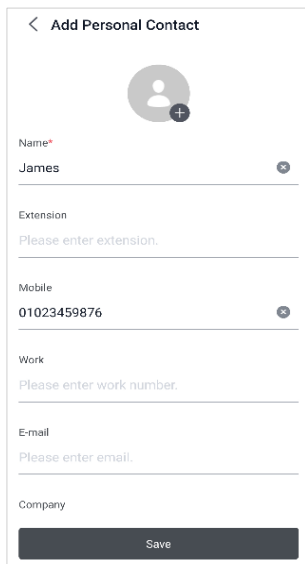 Add Personal Contact
Name*
James
Extension
Please enter extension.
Mobile
01023459876
Work
Please enter work number.
E-mail
Please enter email.
Company
Save